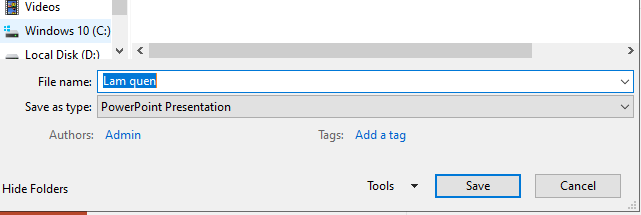 Videos
Windows 10 (C:)
Local Disk (D:)
File name: Lam quen
Save as type: PowerPoint Presentation
Authors: Admin Tags: Add a tag
Hide Folders Tools Save Cancel